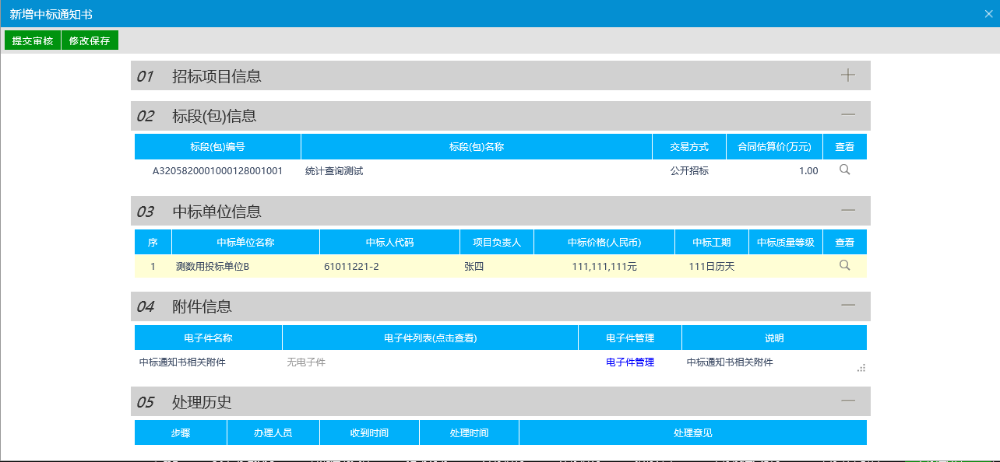 新增中标通知书
提交审核 修改保存
01 招标项目信息
02 标段(包)信息
标段(包)编号 标段(包)名称 交易方式 合同估算价(万元) 查看
A3205820001000128001001 统计查询测试 公开招标 1.00
03 中标单位信息
序 中标单位名称 中标人代码 项目负责人 中标价格(人民币) 中标工期 中标质量等级 查看
1 测数用投标单位B 61011221-2 张四 111,111,111元 111日历天
04 附件信息
电子件名称 电子件列表(点击查看) 电子件管理 说明
中标通知书相关附件 无电子件 电子件管理 中标通知书相关附件
05 处理历史
步骤 办理人员 收到时间 处理时间 处理意见